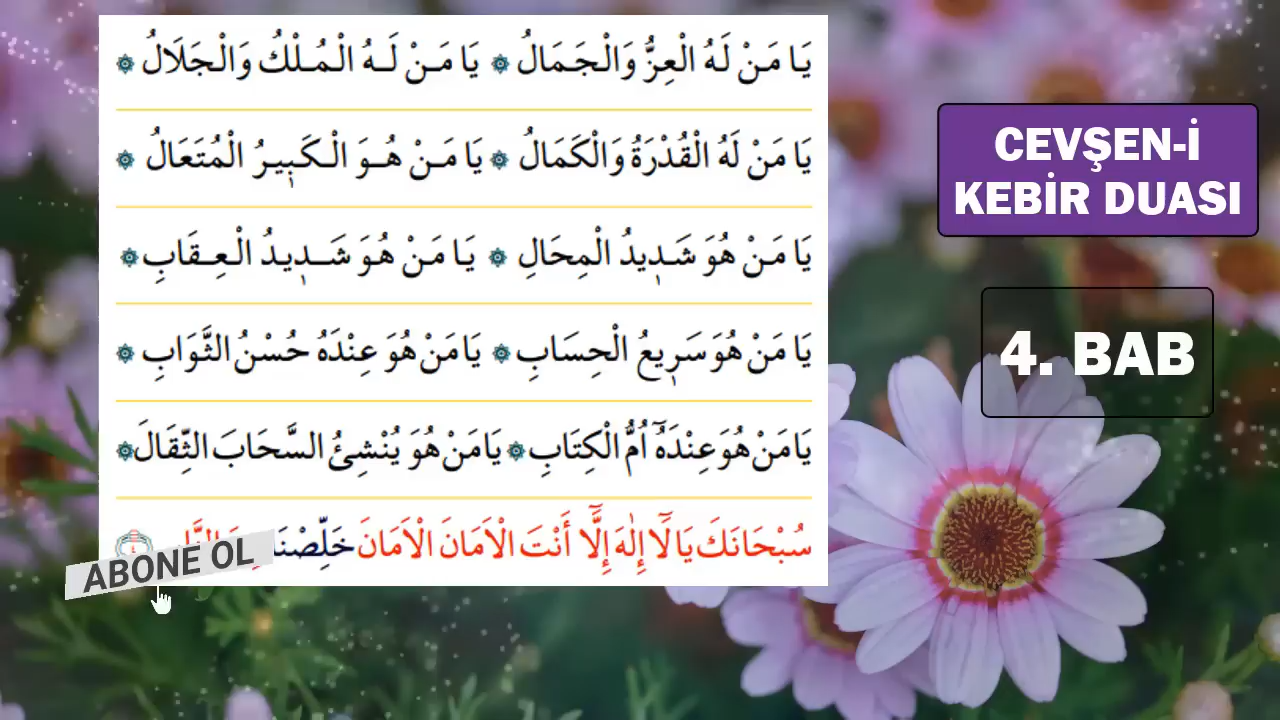 يَا مَنْ لَهُ الْعِزُّ وَالْجَمَالُ ۞ يَا مَنْ لَهُ الْمُلْكُ وَالْجَلَالُ ۞
يَا مَنْ لَهُ الْقُدْرَةُ وَالْكَمَالُ ۞ يَا مَنْ هُوَ الْكَبِيرُ الْمُتَعَالُ ۞
يَا مَنْ هُوَ شَدِيدُ الْمِحَالِ ۞ يَا مَنْ هُوَ شَدِيدُ الْعِقَابِ ۞
يَا مَنْ هُوَ سَرِيعُ الْحِسَابِ ۞ يَا مَنْ هُوَ عِنْدَهُ حُسْنُ الثَّوَابِ ۞
يَا مَنْ هُوَ عِنْدَهُٓ اُمُّ الْكِتَابِ ۞ يَا مَنْ هُوَ يُنْشِئُ السَّحَابَ الثِّقَالَ ۞
سُبْحَانَكَ يَا لَٓا إِلٰهَ إِلَّٓا أَنْتَ الْاَمَانَ الْاَمَانَ
ABONE OL
CEVŞEN-İ
KEBİR DUASI
4. BAB